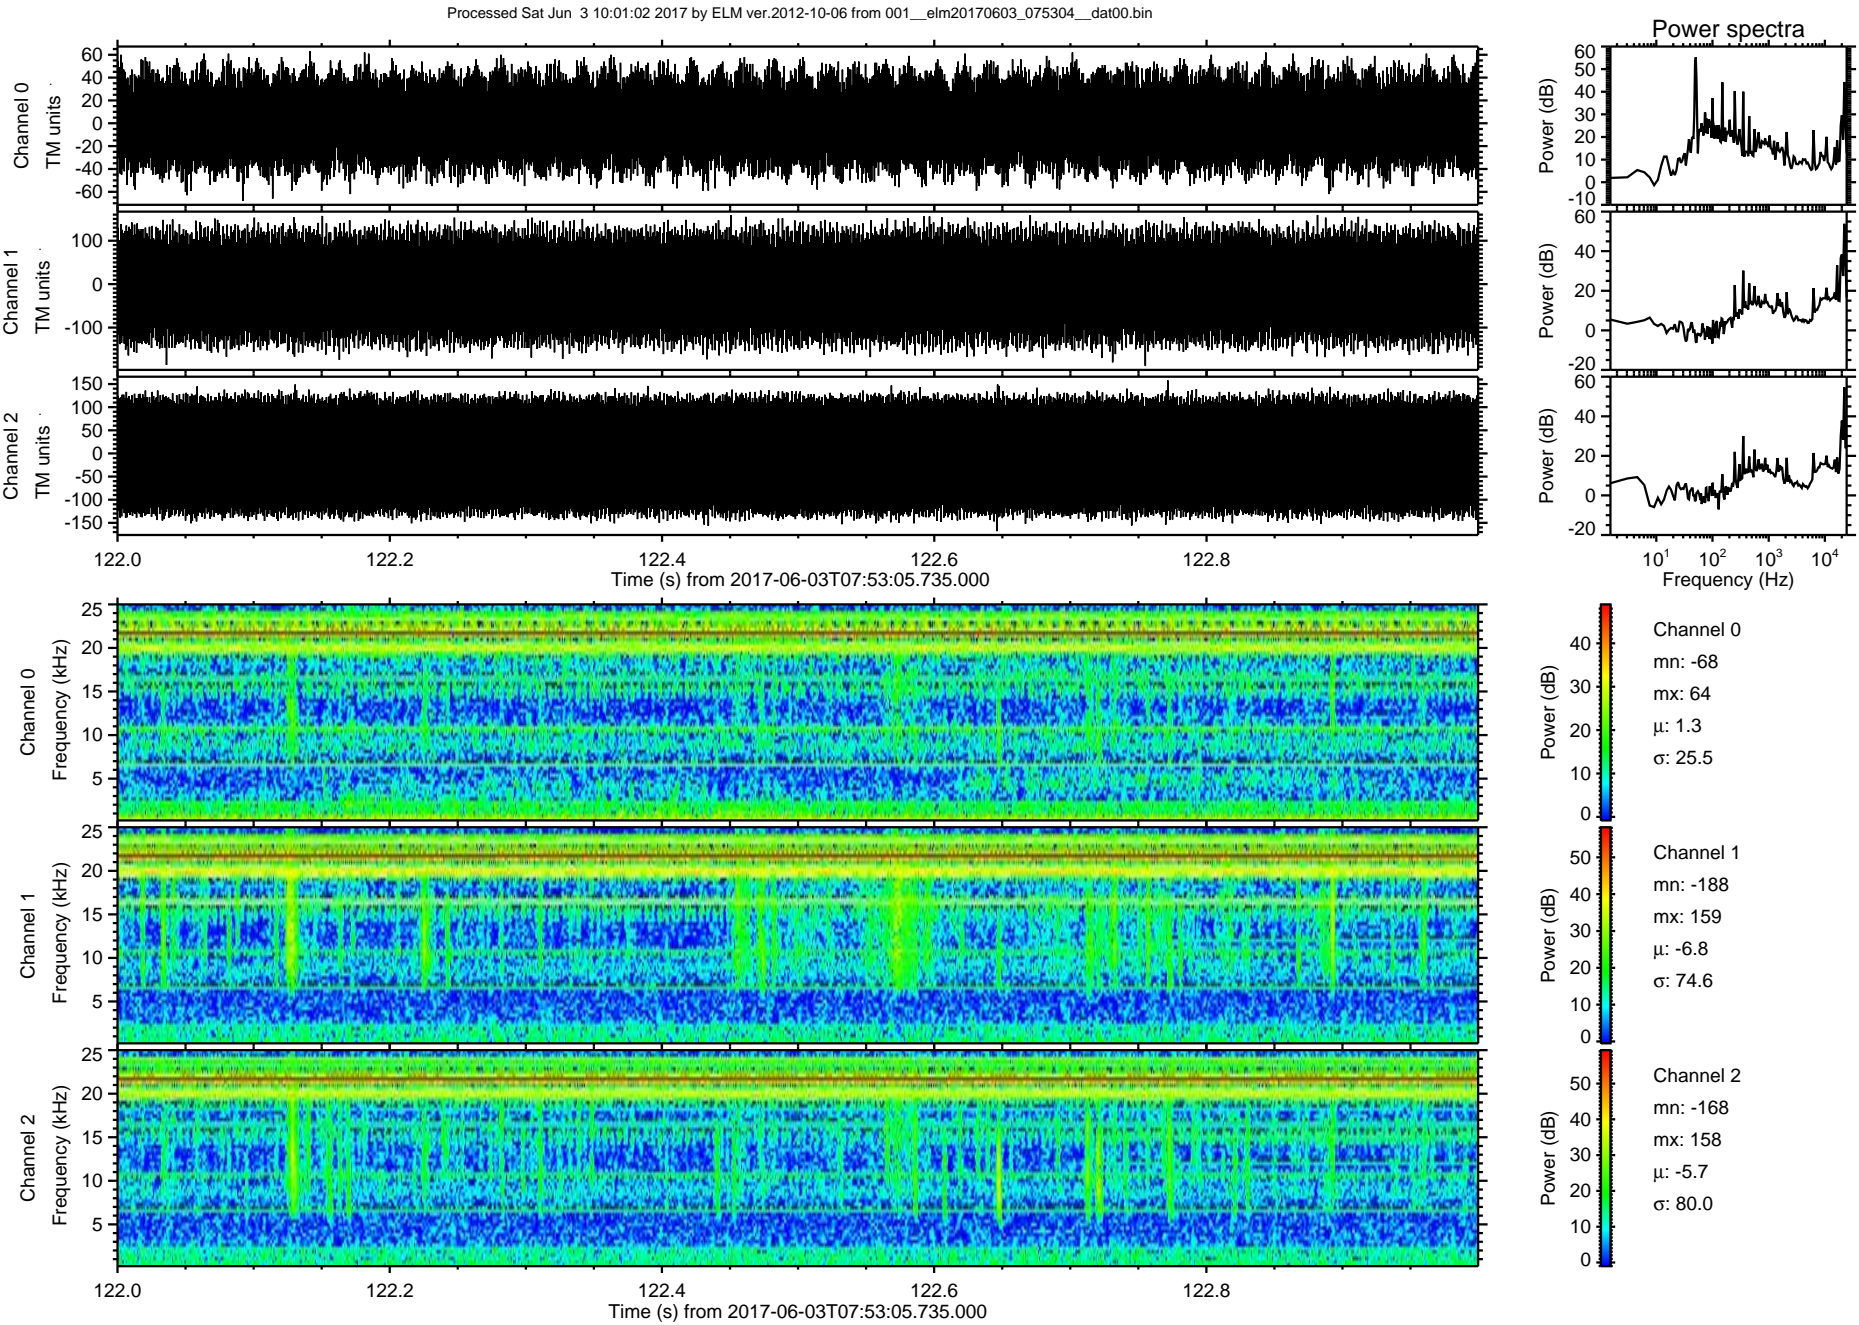 Processed Sat Jun  3 10:01:02 2017 by ELM ver.2012-10-06 from 001__elm20170603_075304__dat00.bin
Power spectra
Channel 0
TM units
60
40
20
0
-20
-40
-60
Power (dB)
60
50
40
30
20
10
0
-10
Channel 1
TM units
100
0
-100
Power (dB)
60
40
20
0
-20
Channel 2
TM units
150
100
50
0
-50
-100
-150
Power (dB)
60
40
20
0
-20
122.0 122.2 122.4 122.6 122.8
Time (s) from 2017-06-03T07:53:05.735.000
10¹ 10² 10³ 10⁴
Frequency (Hz)
Channel 0
Frequency (kHz)
25
20
15
10
5
Power (dB)
40
30
20
10
0
Channel 0
mn: -68
mx: 64
µ: 1.3
σ: 25.5
Channel 1
Frequency (kHz)
25
20
15
10
5
Power (dB)
50
40
30
20
10
0
Channel 1
mn: -188
mx: 159
µ: -6.8
σ: 74.6
Channel 2
Frequency (kHz)
25
20
15
10
5
Power (dB)
50
40
30
20
10
0
Channel 2
mn: -168
mx: 158
µ: -5.7
σ: 80.0
122.0 122.2 122.4 122.6 122.8
Time (s) from 2017-06-03T07:53:05.735.000